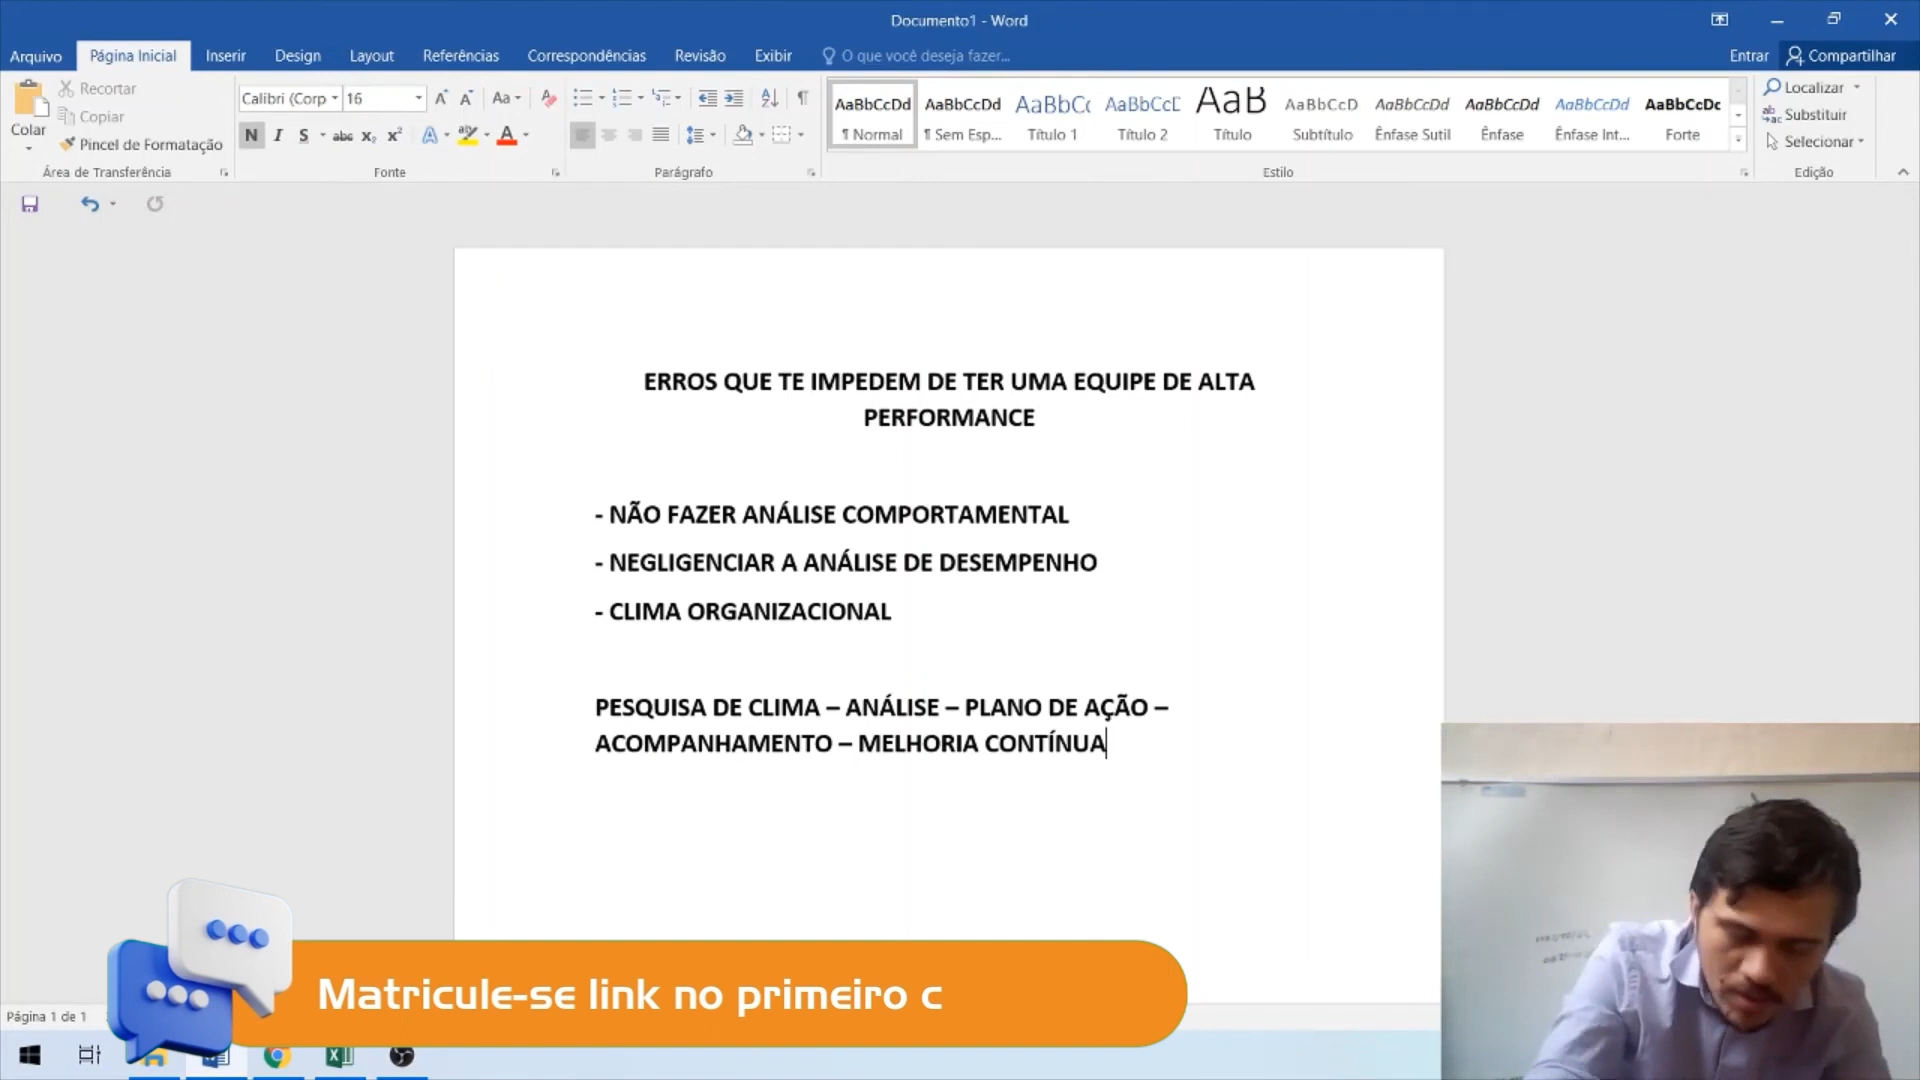 Documento1 - Word
Arquivo Página Inicial Inserir Design Layout Referências Correspondências Revisão Exibir O que você deseja fazer... Entrar Compartilhar
Recortar
Copiar
Colar
Pincel de Formatação
Área de Transferência
Calibri (Corp 16
N I S abc x₂ x²
Fonte
Parágrafo
AaBbCcDd AaBbCcDd AaBbCc AaBbCcD AaB AaBbCcD AaBbCcDd AaBbCcDd AaBbCcDd AaBbCcDc
¶ Normal ¶ Sem Esp... Título 1 Título 2 Título Subtítulo Ênfase Sutil Ênfase Ênfase Int... Forte
Estilo
Localizar
Substituir
Selecionar
Edição
ERROS QUE TE IMPEDEM DE TER UMA EQUIPE DE ALTA
PERFORMANCE
- NÃO FAZER ANÁLISE COMPORTAMENTAL
- NEGLIGENCIAR A ANÁLISE DE DESEMPENHO
- CLIMA ORGANIZACIONAL
PESQUISA DE CLIMA – ANÁLISE – PLANO DE AÇÃO –
ACOMPANHAMENTO – MELHORIA CONTÍNUA
Matricule-se link no primeiro c
Página 1 de 1